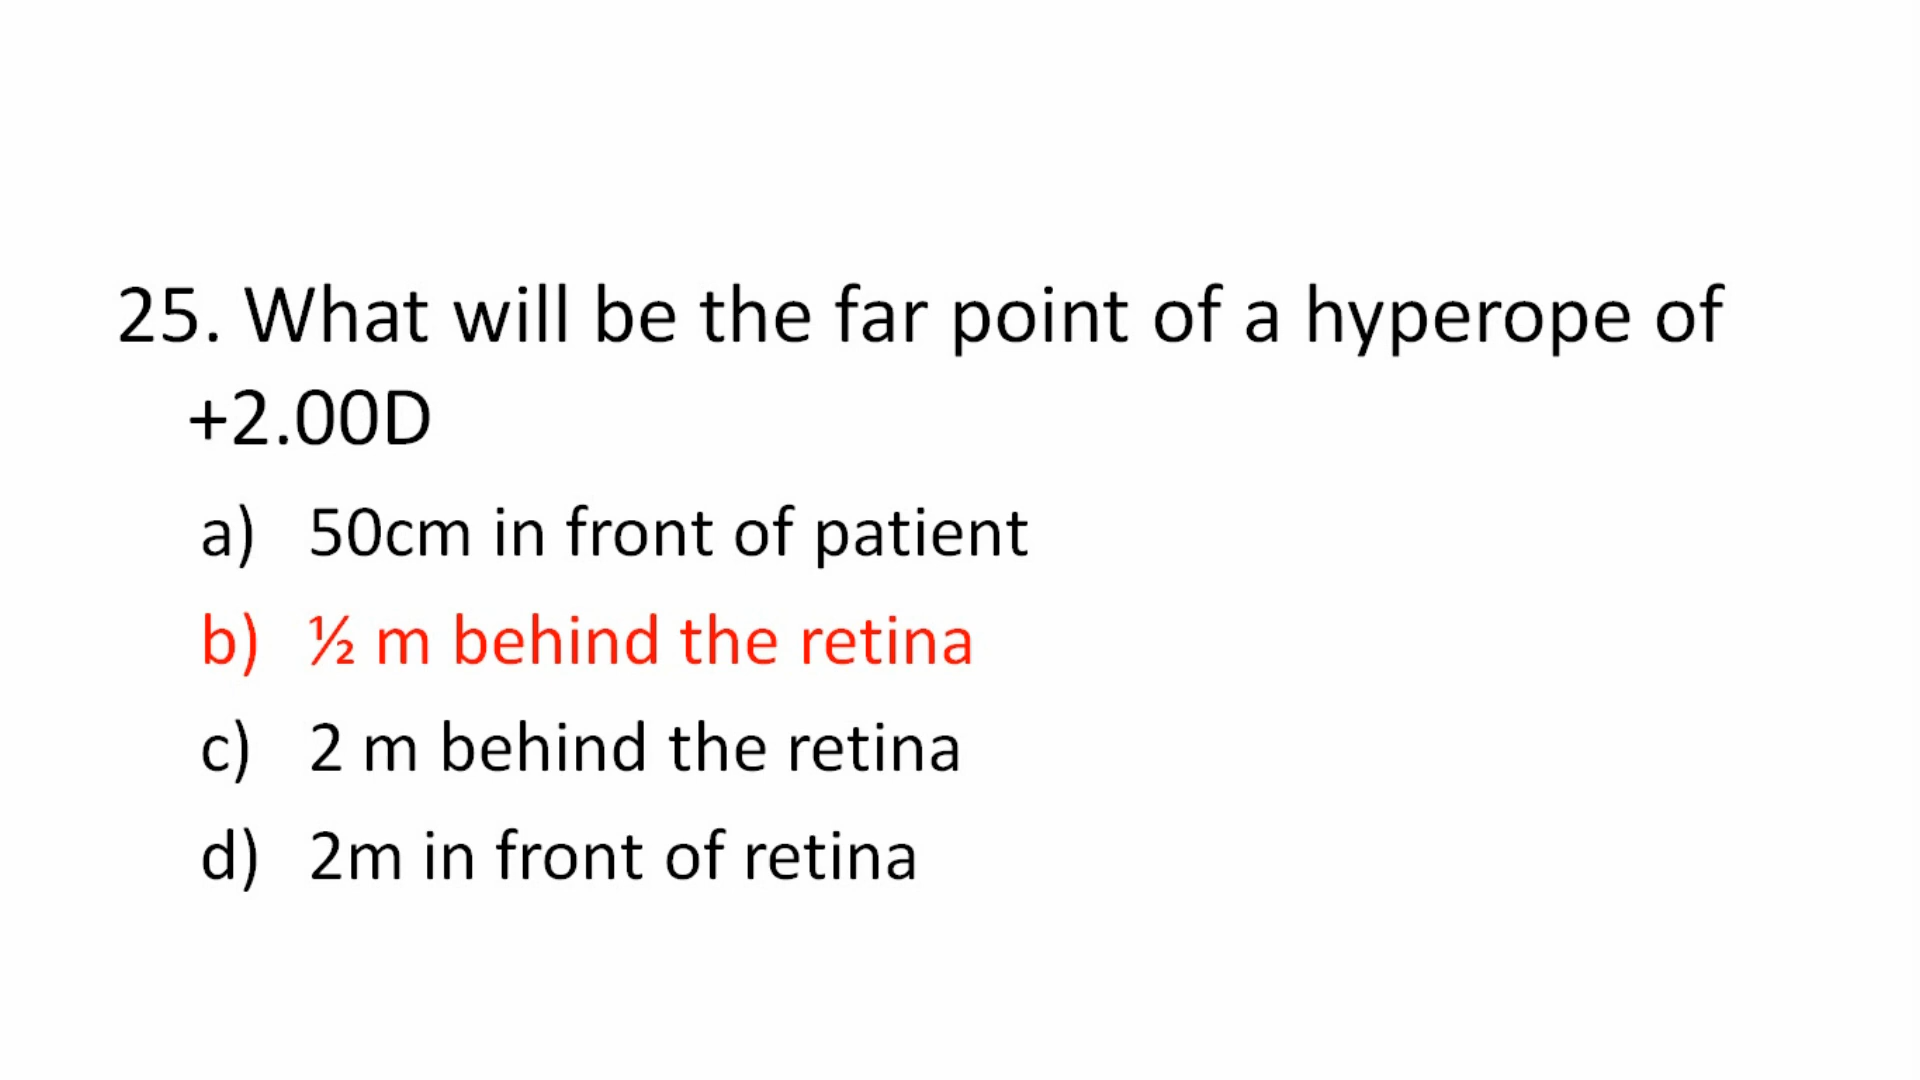 25. What will be the far point of a hyperope of
+2.00D
a) 50cm in front of patient
b) ½ m behind the retina
c) 2 m behind the retina
d) 2m in front of retina